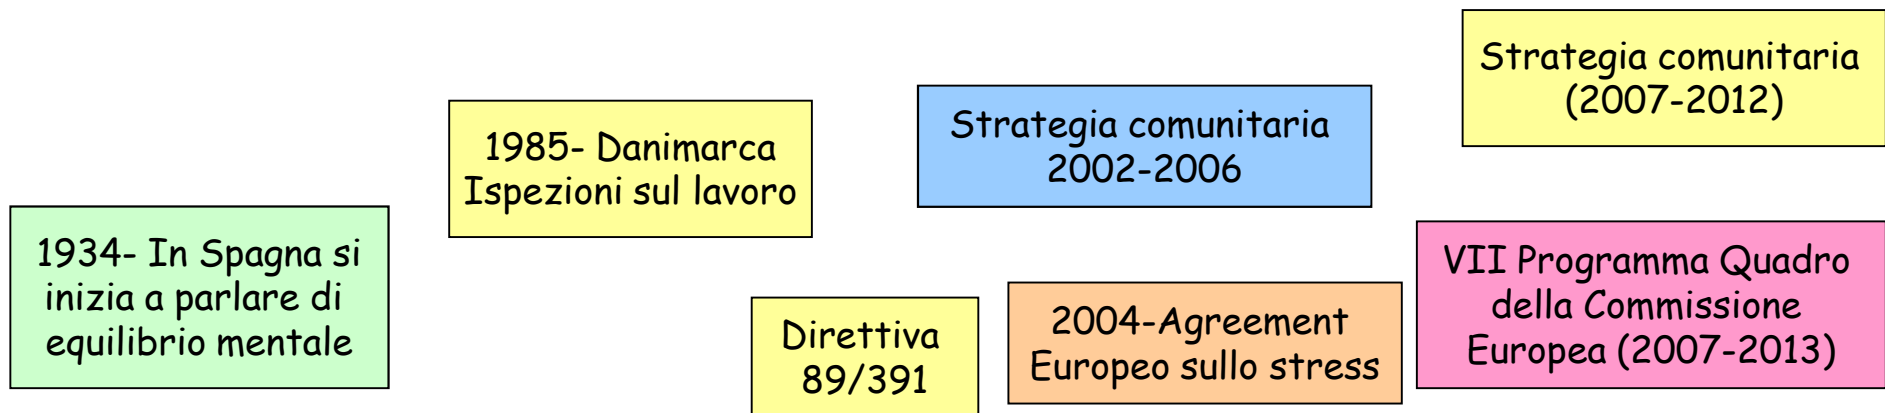 1934- In Spagna si
inizia a parlare di
equilibrio mentale
1985- Danimarca
Ispezioni sul lavoro
Direttiva
89/391
Strategia comunitaria
2002-2006
2004-Agreement
Europeo sullo stress
Strategia comunitaria
(2007-2012)
VII Programma Quadro
della Commissione
Europea (2007-2013)